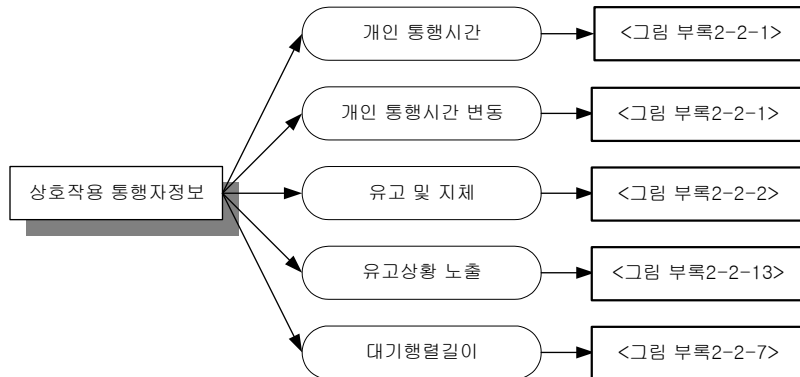 개인 통행시간
<그림 부록2-2-1>
개인 통행시간 변동
<그림 부록2-2-1>
상호작용 통행자정보
유고 및 지체
<그림 부록2-2-2>
유고상황 노출
<그림 부록2-2-13>
대기행렬길이
<그림 부록2-2-7>